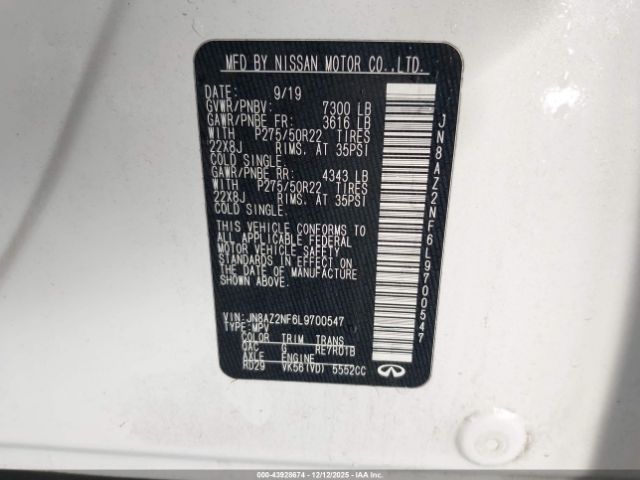 MFD BY NISSAN MOTOR CO.,LTD.
DATE: 9/19
GVWR/PNBV: 7300 LB
GAWR/PNBE FR: 3616 LB
WITH P275/50R22 TIRES
22X8J RIMS. AT 35PSI
COLD SINGLE.
GAWR/PNBE RR: 4343 LB
WITH P275/50R22 TIRES
22X8J RIMS. AT 35PSI
COLD SINGLE.
THIS VEHICLE CONFORMS TO
ALL APPLICABLE FEDERAL
MOTOR VEHICLE SAFETY
STANDARDS IN EFFECT ON
THE DATE OF MANUFACTURE
SHOWN ABOVE.
VIN: JN8AZ2NF6L9700547
TYPE:MPV
COLOR TRIM TRANS
QAC G RE7R01B
AXLE ENGINE
RD29 VK56(VD) 5552CC
JN8AZ2NF6L9700547
000-43928674 | 12/12/2025 - IAAI.COM